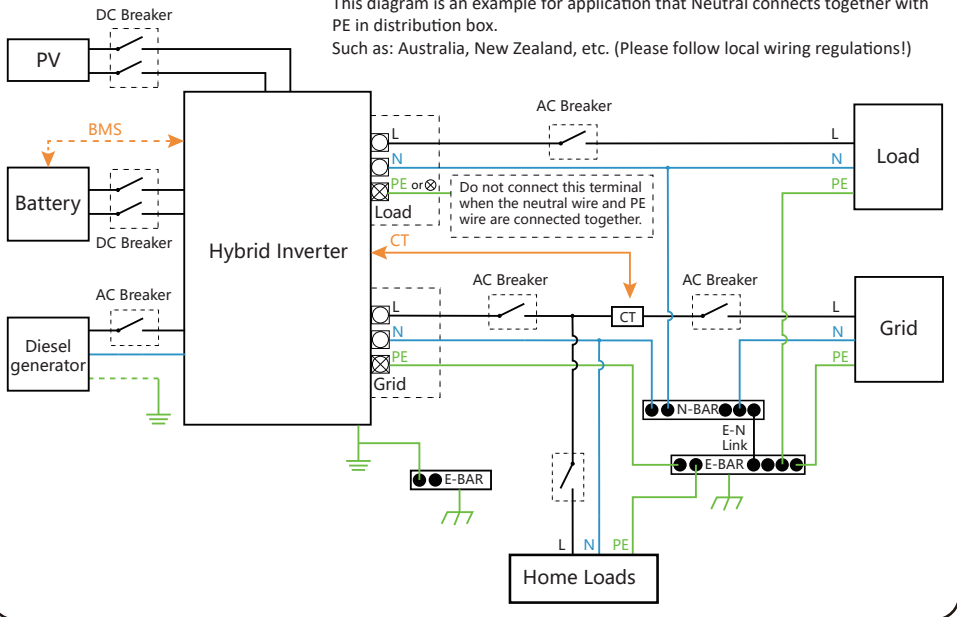 This diagram is an example for application that Neutral connects together with
PE in distribution box.
Such as: Australia, New Zealand, etc. (Please follow local wiring regulations!)
DC Breaker
PV
BMS
Battery
DC Breaker
AC Breaker
Diesel
generator
Hybrid Inverter
L
N
PE or
Load
Do not connect this terminal
when the neutral wire and PE
wire are connected together.
AC Breaker
L
N
PE
Load
CT
L
N
PE
Grid
AC Breaker
CT
AC Breaker
L
N
PE
Grid
N-BAR
E-N
Link
E-BAR
E-BAR
L
N
PE
Home Loads